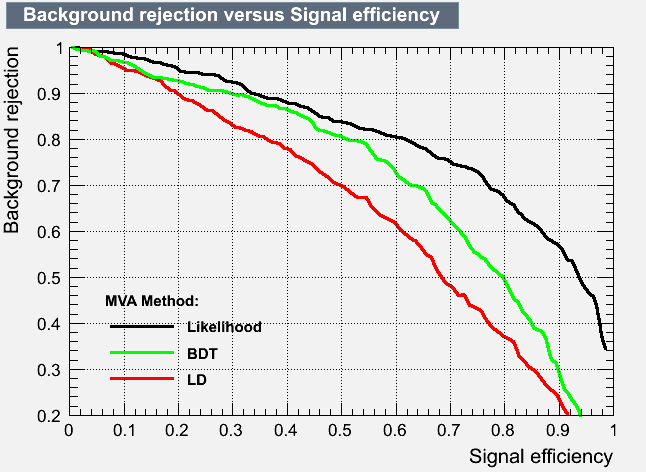 Background rejection versus Signal efficiency
Background rejection
1
0.9
0.8
0.7
0.6
0.5
0.4
0.3
0.2
MVA Method:
Likelihood
BDT
LD
0 0.1 0.2 0.3 0.4 0.5 0.6 0.7 0.8 0.9 1
Signal efficiency